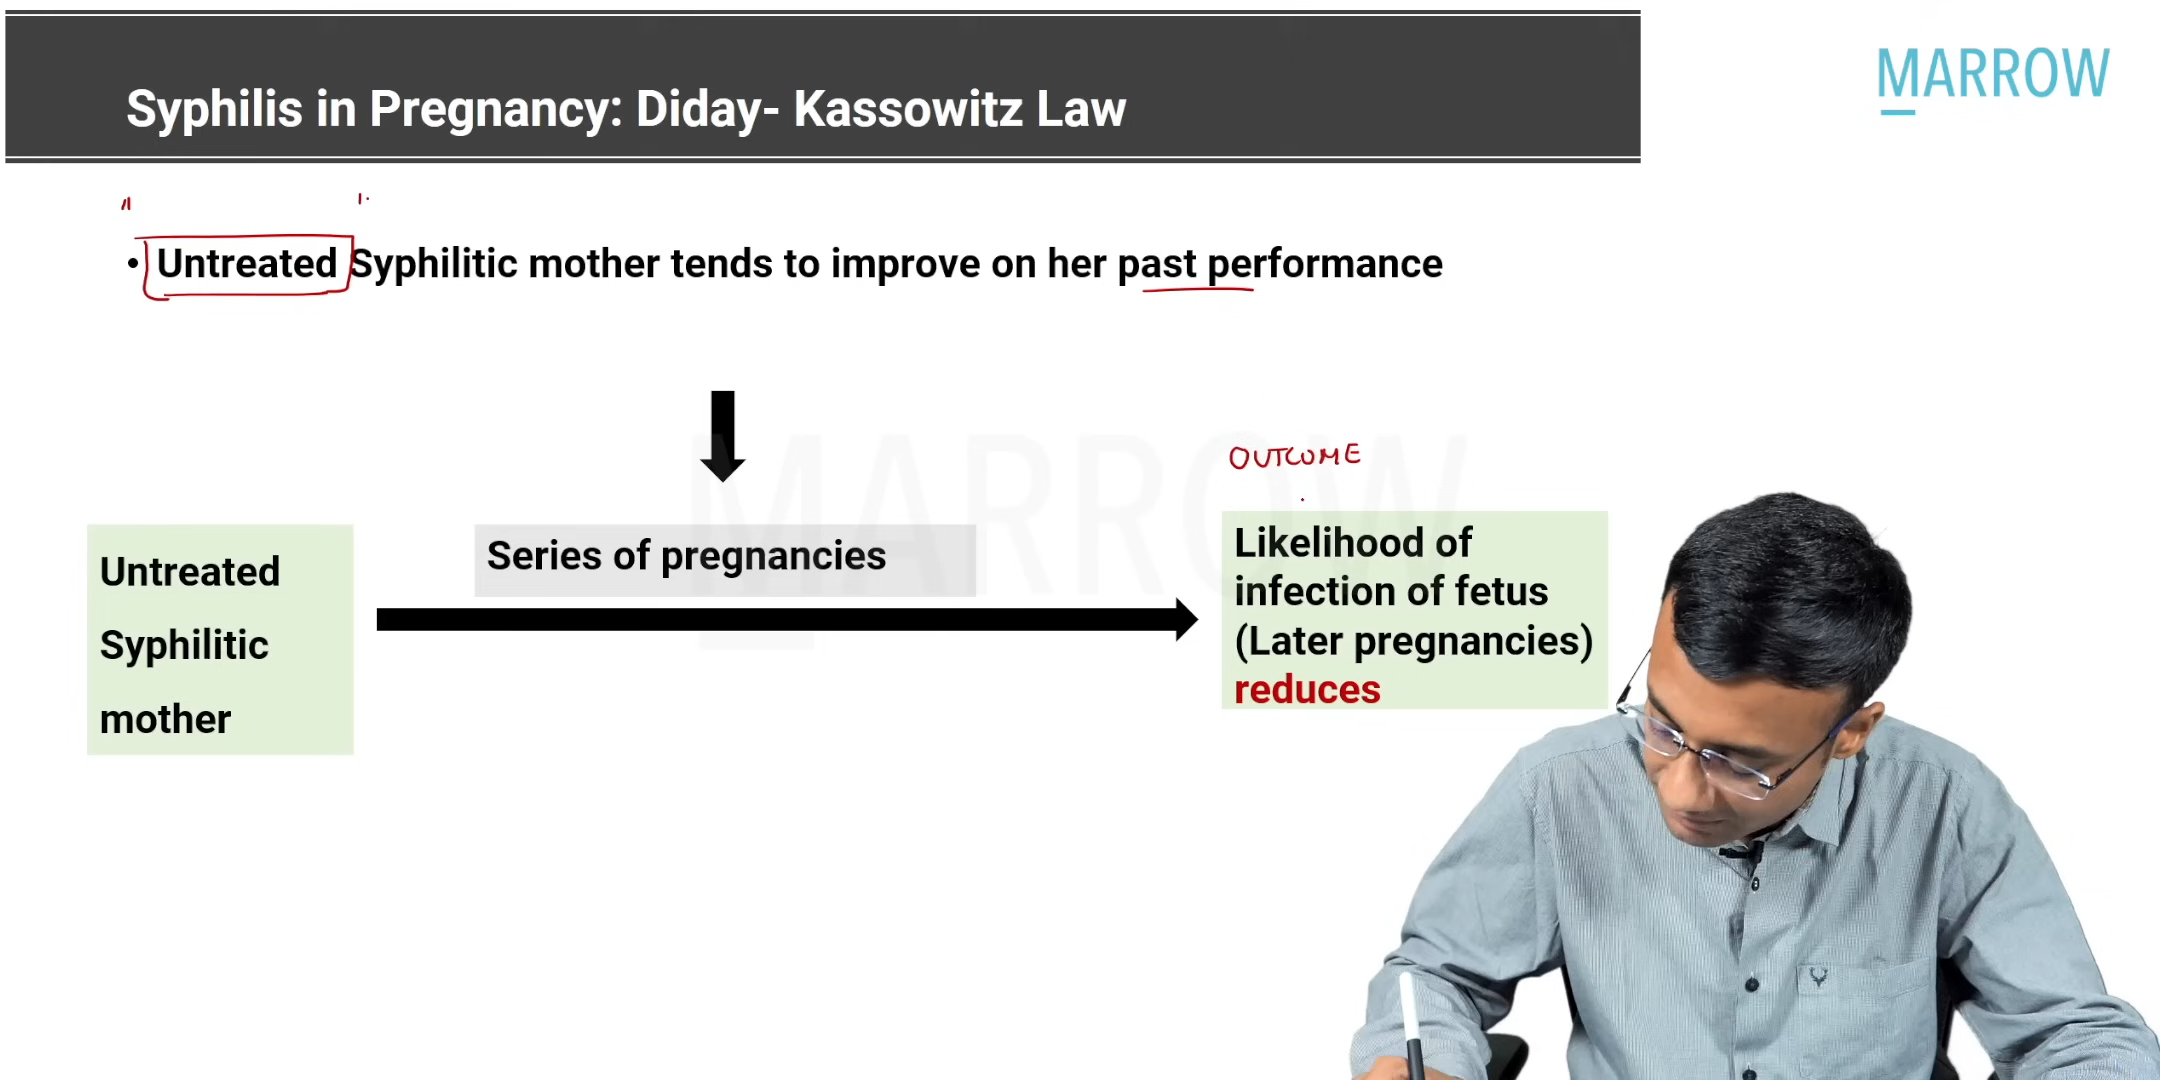 Syphilis in Pregnancy: Diday- Kassowitz Law
MARROW
• Untreated Syphilitic mother tends to improve on her past performance
OUTCOME
MARROW
Untreated
Syphilitic
mother
Series of pregnancies
Likelihood of
infection of fetus
(Later pregnancies)
reduces